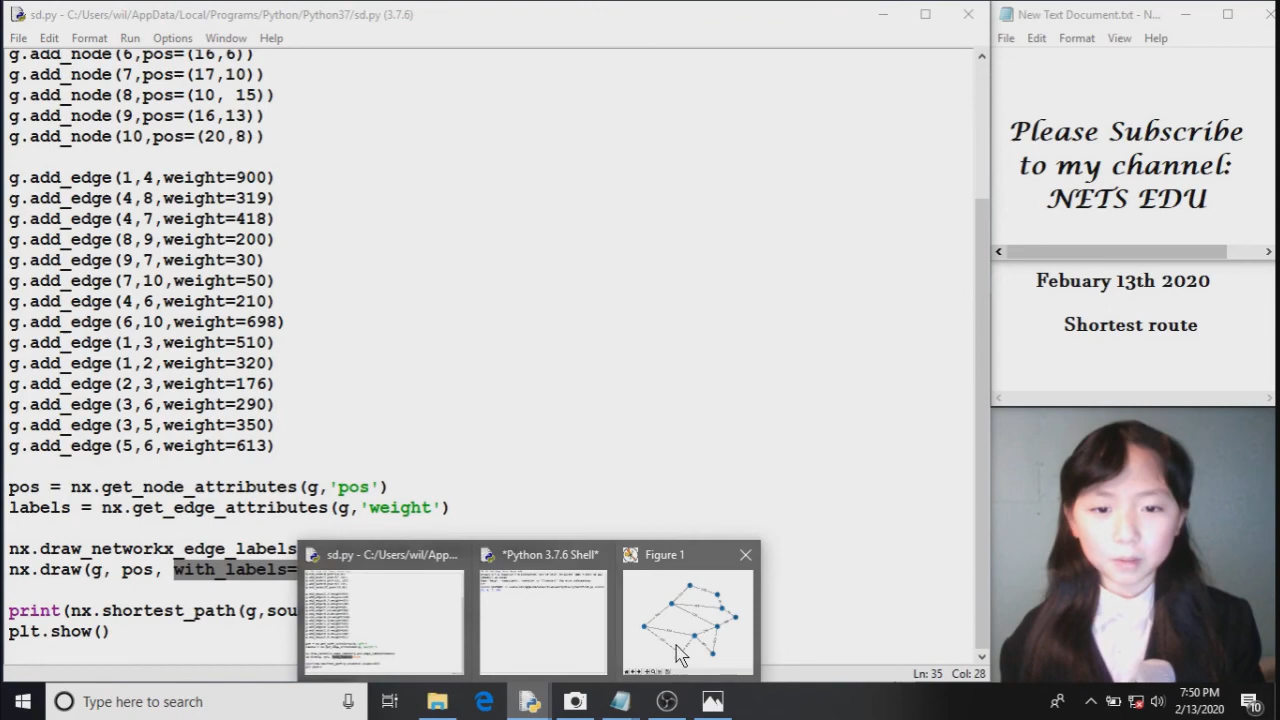 sd.py - C:/Users/wil/AppData/Local/Programs/Python/Python37/sd.py (3.7.6)
File Edit Format Run Options Window Help
g.add_node(6,pos=(16,6))
g.add_node(7,pos=(17,10))
g.add_node(8,pos=(10, 15))
g.add_node(9,pos=(16,13))
g.add_node(10,pos=(20,8))
g.add_edge(1,4,weight=900)
g.add_edge(4,8,weight=319)
g.add_edge(4,7,weight=418)
g.add_edge(8,9,weight=200)
g.add_edge(9,7,weight=30)
g.add_edge(7,10,weight=50)
g.add_edge(4,6,weight=210)
g.add_edge(6,10,weight=698)
g.add_edge(1,3,weight=510)
g.add_edge(1,2,weight=320)
g.add_edge(2,3,weight=176)
g.add_edge(3,6,weight=290)
g.add_edge(3,5,weight=350)
g.add_edge(5,6,weight=613)
pos = nx.get_node_attributes(g,'pos')
labels = nx.get_edge_attributes(g,'weight')
nx.draw_networkx_edge_labels
nx.draw(g, pos, with_labels=
print(nx.shortest_path(g,sou
plt.show()
sd.py - C:/Users/wil/App...
*Python 3.7.6 Shell*
Figure 1
Ln: 35 Col: 28
New Text Document.txt - N...
File Edit Format View Help
Please Subscribe
to my channel:
NETS EDU
Febuary 13th 2020
Shortest route
Type here to search
7:50 PM
2/13/2020
10